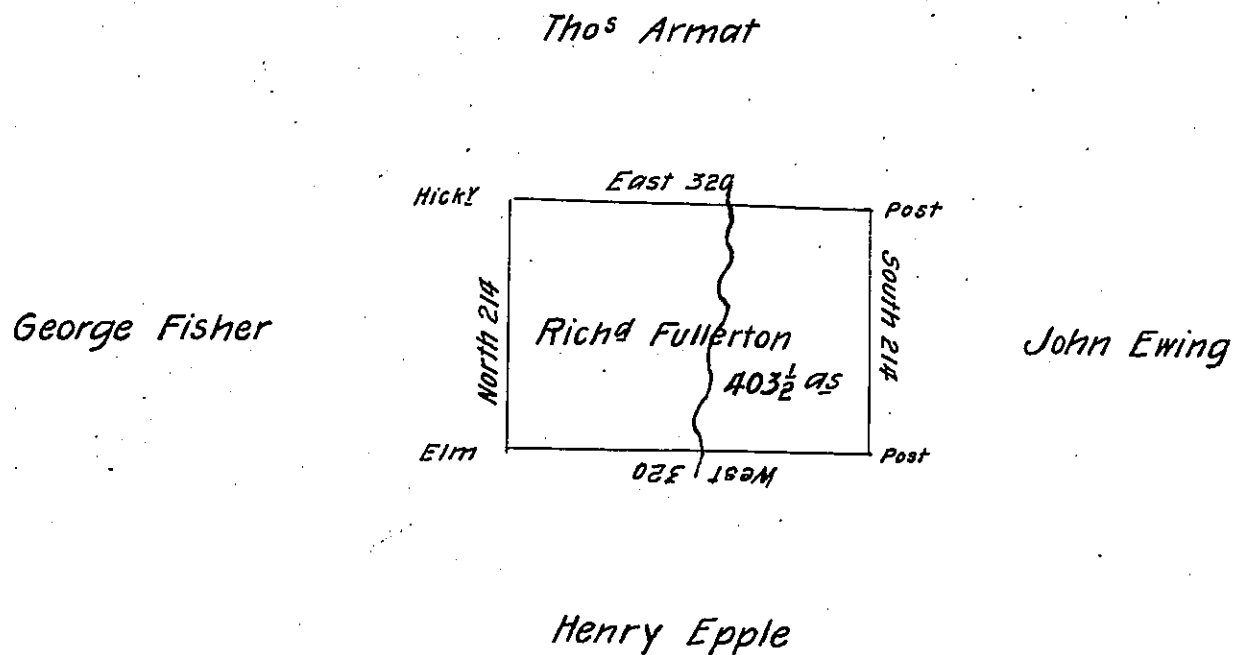 Thoˢ Armat
East 320
Hickʸ
Post
North 214
South 214
George Fisher
Richᵈ Fullerton
John Ewing
403½ as
Elm
Post
West 320
Henry Epple